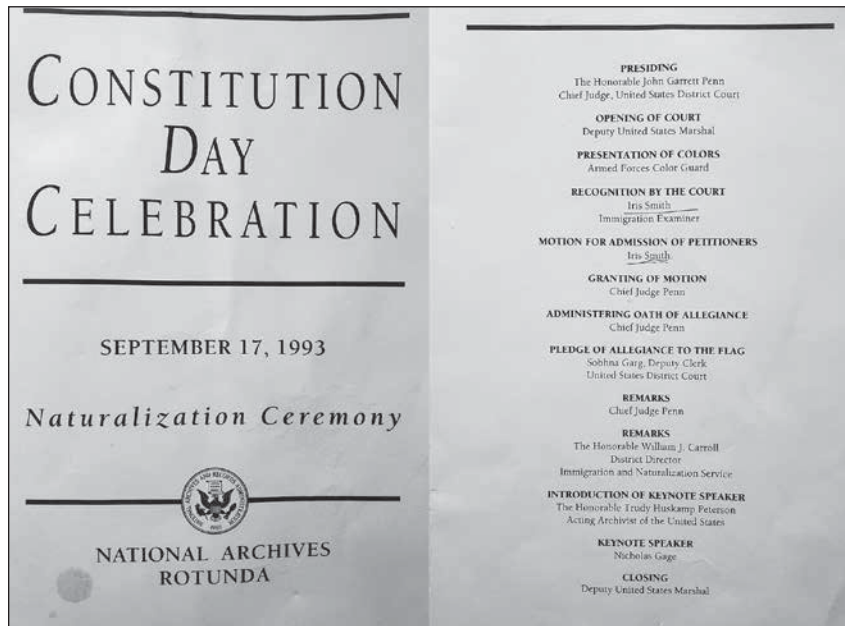 CONSTITUTION
DAY
CELEBRATION
SEPTEMBER 17, 1993
Naturalization Ceremony
NATIONAL ARCHIVES
ROTUNDA
PRESIDING
The Honorable John Garrett Penn
Chief Judge, United States District Court
OPENING OF COURT
Deputy United States Marshal
PRESENTATION OF COLORS
Armed Forces Color Guard
RECOGNITION BY THE COURT
Iris Smith
Immigration Examiner
MOTION FOR ADMISSION OF PETITIONERS
Iris Smith
GRANTING OF MOTION
Chief Judge Penn
ADMINISTERING OATH OF ALLEGIANCE
Chief Judge Penn
PLEDGE OF ALLEGIANCE TO THE FLAG
Sobhna Garg, Deputy Clerk
United States District Court
REMARKS
Chief Judge Penn
REMARKS
The Honorable William J. Carroll
District Director
Immigration and Naturalization Service
INTRODUCTION OF KEYNOTE SPEAKER
The Honorable Trudy Huskamp Peterson
Acting Archivist of the United States
KEYNOTE SPEAKER
Nicholas Gage
CLOSING
Deputy United States Marshal